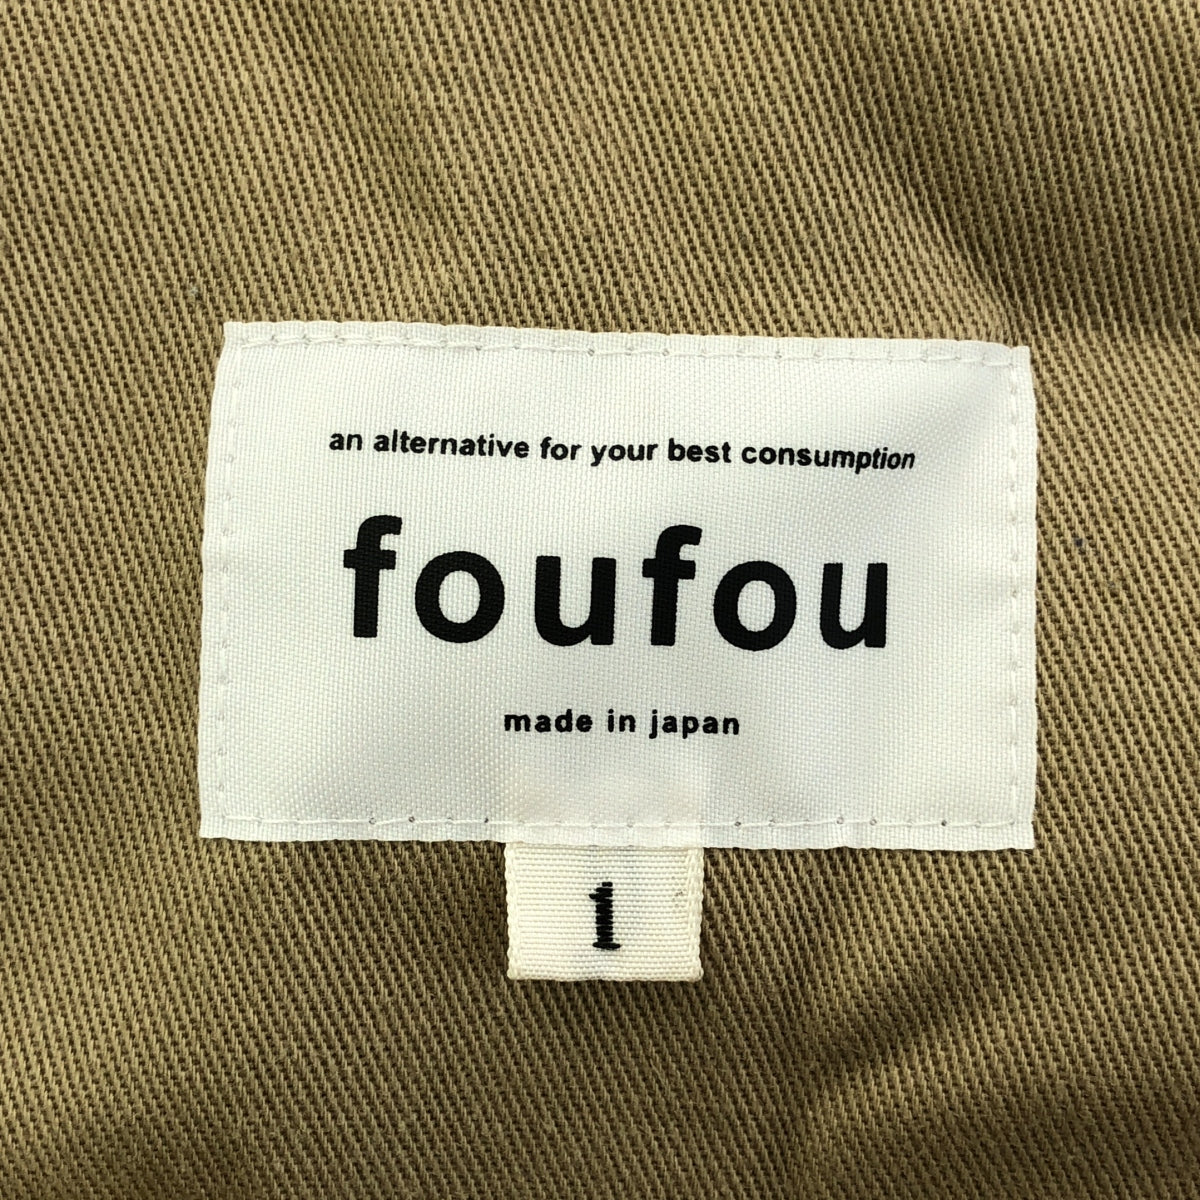 an alternative for your best consumption
foufou
made in japan
1